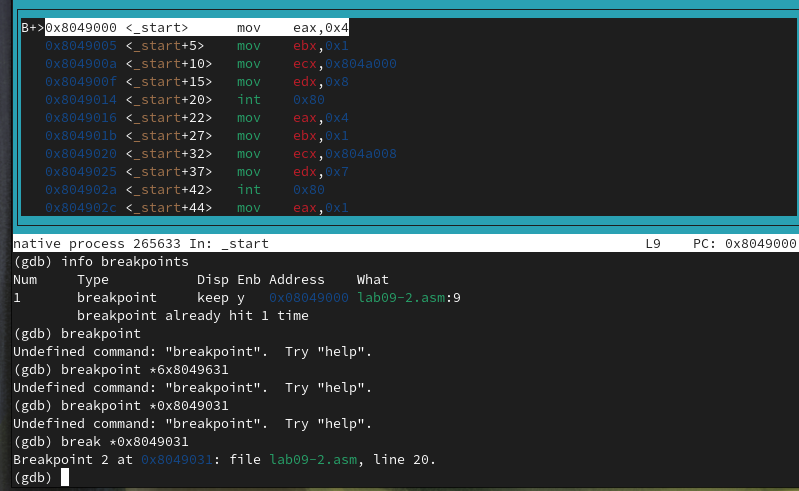 B+>0x8049000 <_start>      mov    eax,0x4
0x8049005 <_start+5>    mov    ebx,0x1
0x804900a <_start+10>   mov    ecx,0x804a000
0x804900f <_start+15>   mov    edx,0x8
0x8049014 <_start+20>   int    0x80
0x8049016 <_start+22>   mov    eax,0x4
0x804901b <_start+27>   mov    ebx,0x1
0x8049020 <_start+32>   mov    ecx,0x804a008
0x8049025 <_start+37>   mov    edx,0x7
0x804902a <_start+42>   int    0x80
0x804902c <_start+44>   mov    eax,0x1
native process 265633 In: _start                                               L9    PC: 0x8049000
(gdb) info breakpoints
Num     Type           Disp Enb Address    What
1       breakpoint     keep y   0x08049000 lab09-2.asm:9
        breakpoint already hit 1 time
(gdb) breakpoint
Undefined command: "breakpoint".  Try "help".
(gdb) breakpoint *6x8049631
Undefined command: "breakpoint".  Try "help".
(gdb) breakpoint *0x8049031
Undefined command: "breakpoint".  Try "help".
(gdb) break *0x8049031
Breakpoint 2 at 0x8049031: file lab09-2.asm, line 20.
(gdb)